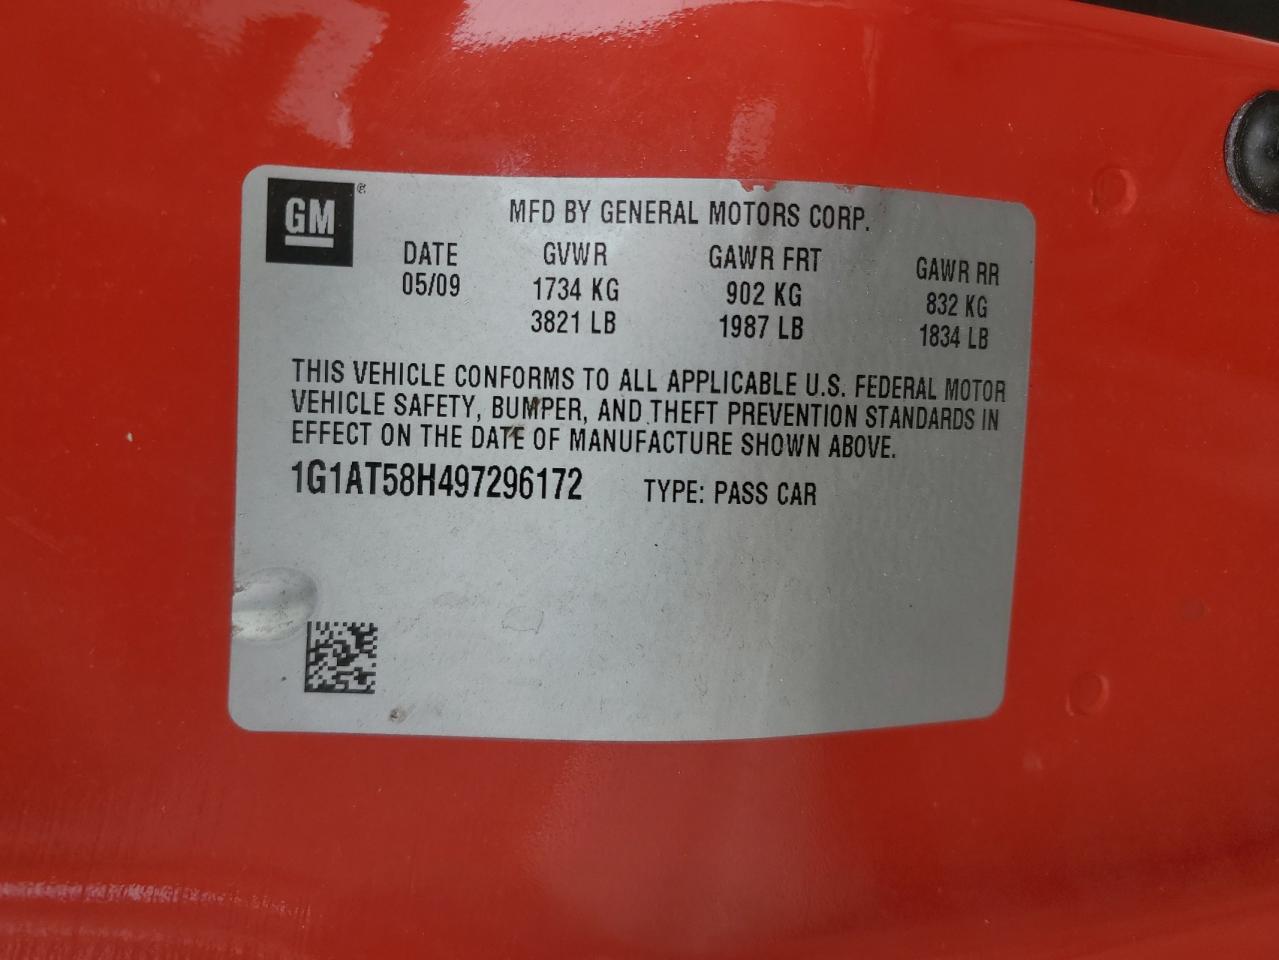 GM
MFD BY GENERAL MOTORS CORP.
DATE GVWR GAWR FRT GAWR RR
05/09 1734 KG 902 KG 832 KG
3821 LB 1987 LB 1834 LB
THIS VEHICLE CONFORMS TO ALL APPLICABLE U.S. FEDERAL MOTOR
VEHICLE SAFETY, BUMPER, AND THEFT PREVENTION STANDARDS IN
EFFECT ON THE DATE OF MANUFACTURE SHOWN ABOVE.
1G1AT58H497296172 TYPE: PASS CAR